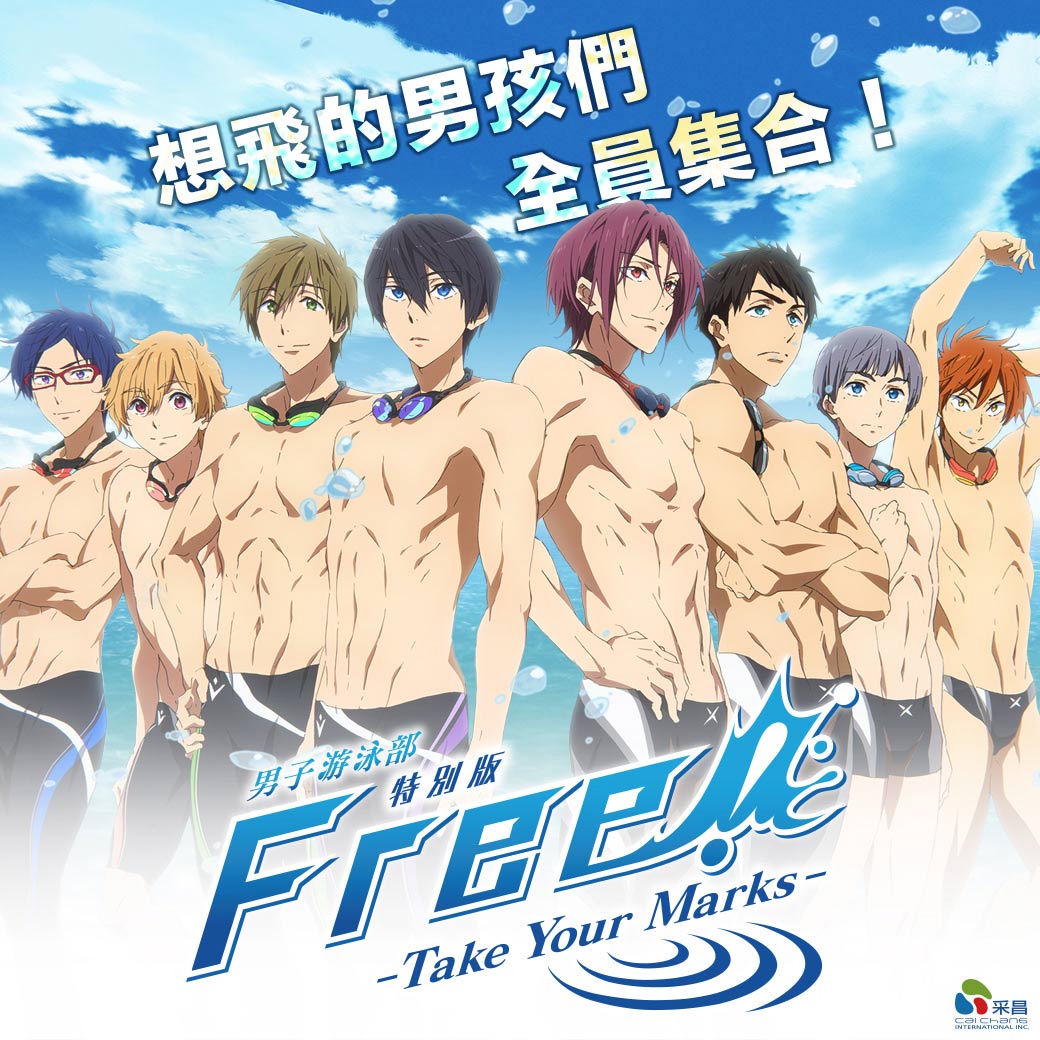 想飛的男孩們
全員集合！
男子游泳部
特別版
Free!
-Take Your Marks-
采昌
CAI CHANG
INTERNATIONAL INC.